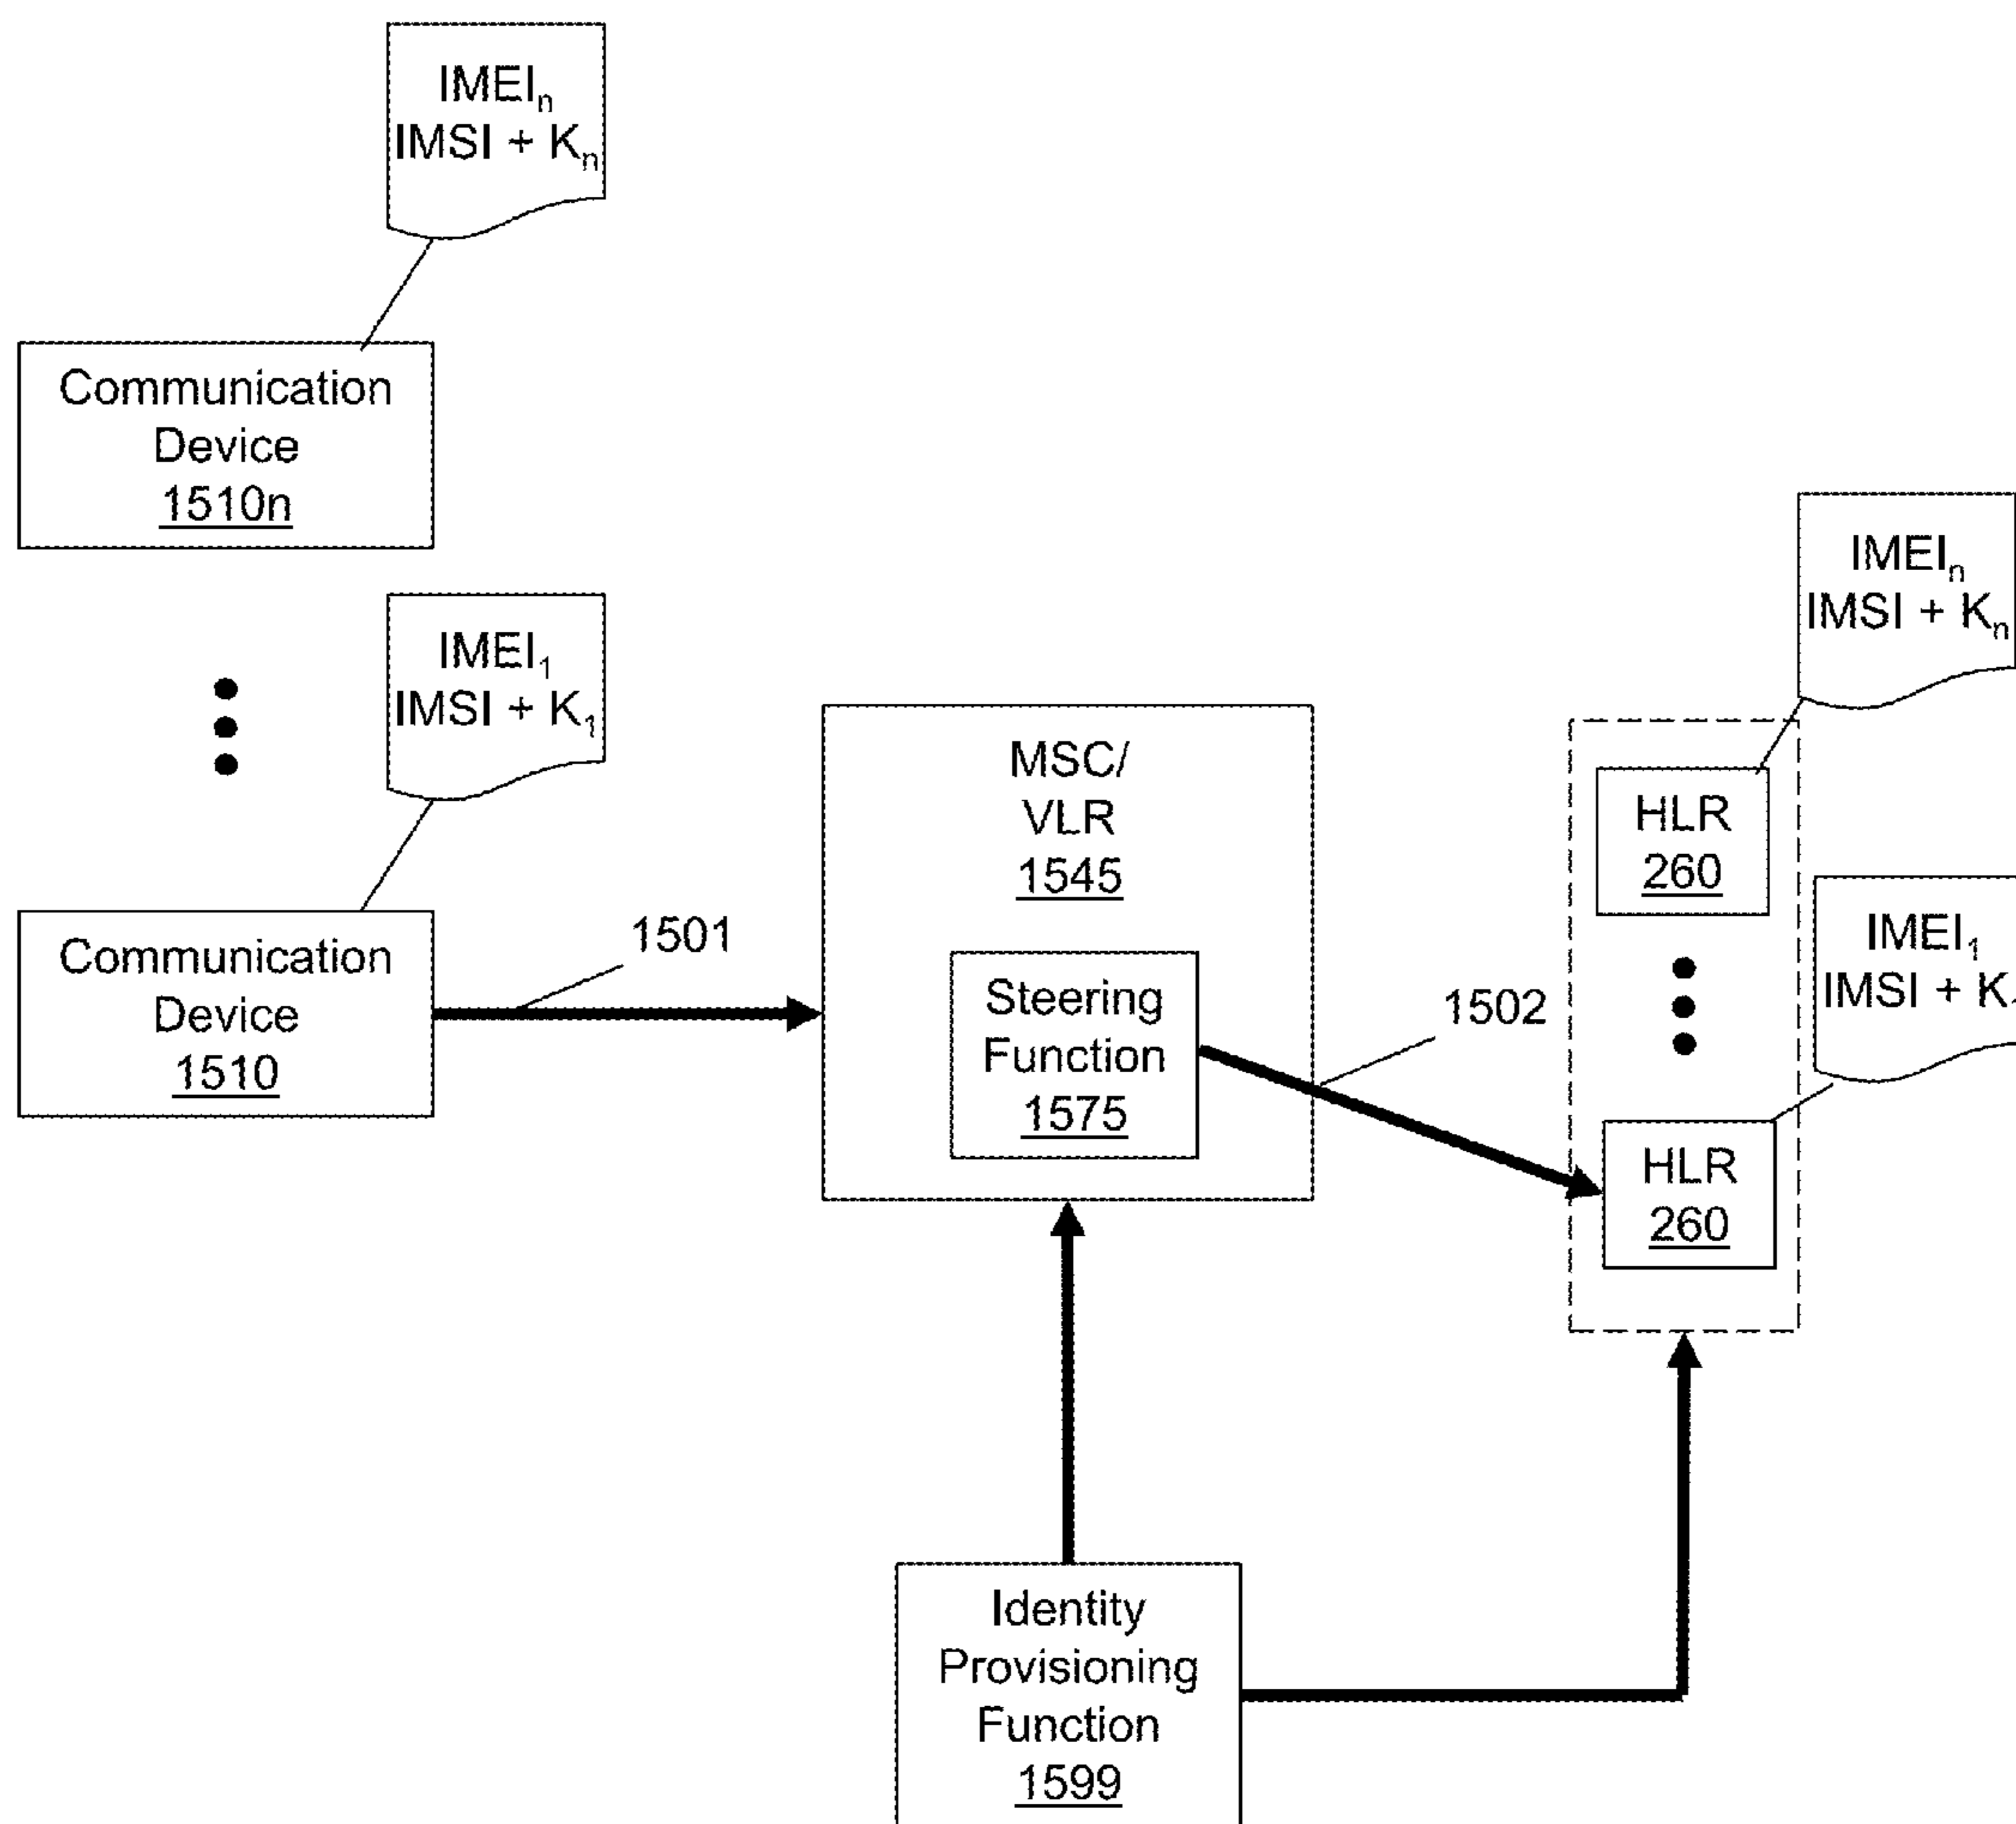 IMEIₙ
IMSI + Kₙ
Communication
Device
1510n
IMEI₁
IMSI + K₁
Communication
Device
1510
1501
MSC/
VLR
1545
Steering
Function
1575
1502
IMEIₙ
IMSI + Kₙ
HLR
260
IMEI₁
IMSI + K
HLR
260
Identity
Provisioning
Function
1599